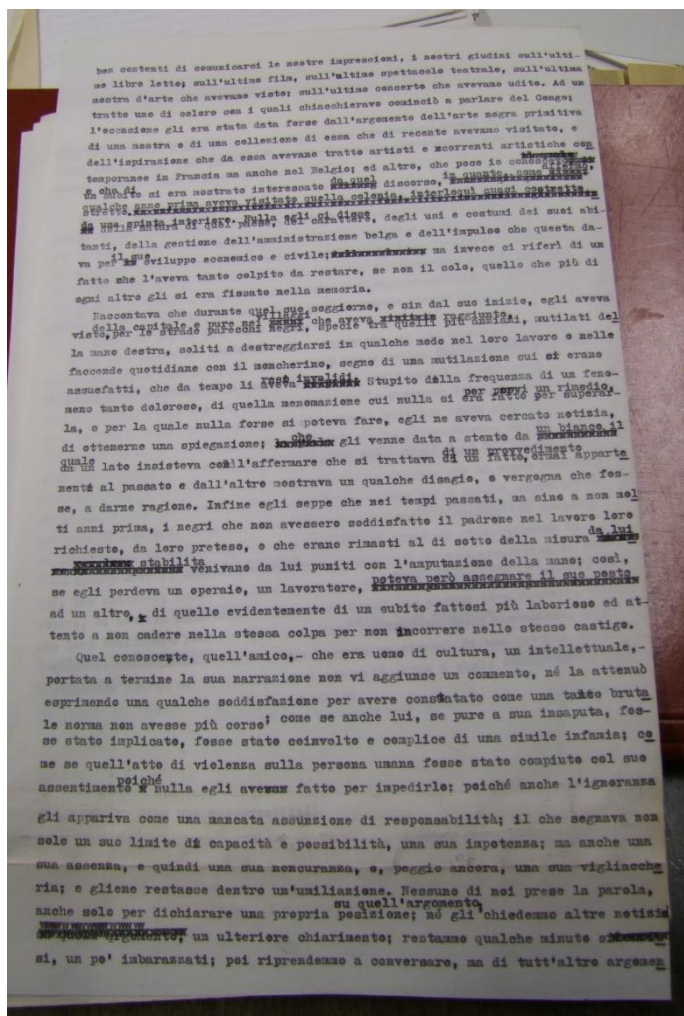 ben contenti di comunicarci le nostre impressioni, i nostri giudizi sull'ulti-
mo libro letto; sull'ultimo film, sull'ultimo spettacolo teatrale, sull'ultima
mostra d'arte che avevamo visto; sull'ultimo concerto che avevamo udito. Ad un
tratto uno di coloro con i quali chiacchieravo cominciò a parlare del Congo;
l'occasione gli era stata data forse dall'argomento dell'arte negra primitiva
di una mostra o di una collezione di essa che di recente avevamo visitato, e
dell'ispirazione che da essa avevano tratto artisti e correnti artistiche con
temporanee in Francia ma anche nel Belgio; ed altro, che poco io
e che di da quel in quanto, come
un subito si era mostrato interessato discorso,
qualche anno prima aveva visitato quella colonia, interloquì quasi costretto
stretto
da una spinta interiore. Nulla egli ci disse
della natura di quel paese, del carattere, degli usi e costumi dei suoi abi-
tanti, della gestione dell'amministrazione belga e dell'impulso che questa da-
il suo
va per sviluppo economico e civile; ma invece ci riferì di un
fatto che l'aveva tanto colpito da restare, se non il solo, quello che più di
ogni altro gli si era fissato nella memoria.
Raccontava che durante quel suo soggiorno, e sin dal suo inizio, egli aveva
della capitale e pure nei villaggi che aveva raggiunto,
visto, per le strade parecchi negri, specie tra quelli più anziani, mutilati del
la mano destra, soliti a destreggiarsi in qualche modo nel loro lavoro o nelle
faccende quotidiane con il moncherino, segno di una mutilazione cui si erano
assuefatti, che da tempo li aveva resi invalidi. Stupito della frequenza di un feno-
per porvi un rimedio,
meno tanto doloroso, di quella menomazione cui nulla si era fatto per superar-
la, o per la quale nulla forse si poteva fare, egli ne aveva cercato notizia,
che un bianco il
di ottenerne una spiegazione; gli venne data a stento da
quale di un provvedimento
da un lato insisteva coll'affermare che si trattava di un fatto, ormai apparte
nente al passato e dall'altro mostrava un qualche disagio, o vergogna che fos-
se, a darne ragione. Infine egli seppe che nei tempi passati, ma sino a non mol
ti anni prima, i negri che non avessero soddisfatto il padrone nel lavoro loro
da lui
richiesto, da loro preteso, o che erano rimasti al di sotto della misura
stabilita venivano da lui puniti con l'amputazione della mano; così,
poteva però assegnare il suo posto
se egli perdeva un operaio, un lavoratore,
ad un altro, di quello evidentemente di un subito fattosi più laborioso ed at-
tento a non cadere nella stessa colpa per non incorrere nello stesso castigo.
Quel conoscente, quell'amico,- che era uomo di cultura, un intellettuale,-
portata a termine la sua narrazione non vi aggiunse un commento, né la attenuò
esprimendo una qualche soddisfazione per avere constatato come una tanto bruta
le norma non avesse più corso; come se anche lui, se pure a sua insaputa, fos-
se stato implicato, fosse stato coinvolto e complice di una simile infamia; co
me se quell'atto di violenza sulla persona umana fosse stato compiuto col suo
poiché
assentimento nulla egli aveva fatto per impedirlo; poiché anche l'ignoranza
gli appariva come una mancata assunzione di responsabilità; il che segnava non
solo un suo limite di capacità e possibilità, una sua impotenza; ma anche una
sua assenza, e quindi una sua noncuranza, o, peggio ancora, una sua vigliacche
ria; e gliene restasse dentro un'umiliazione. Nessuno di noi prese la parola,
su quell'argomento,
anche solo per dichiarare una propria posizione; né gli chiedemmo altre notizie
un ulteriore chiarimento; restammo qualche minuto
si, un po' imbarazzati; poi riprendemmo a conversare, ma di tutt'altro argomen